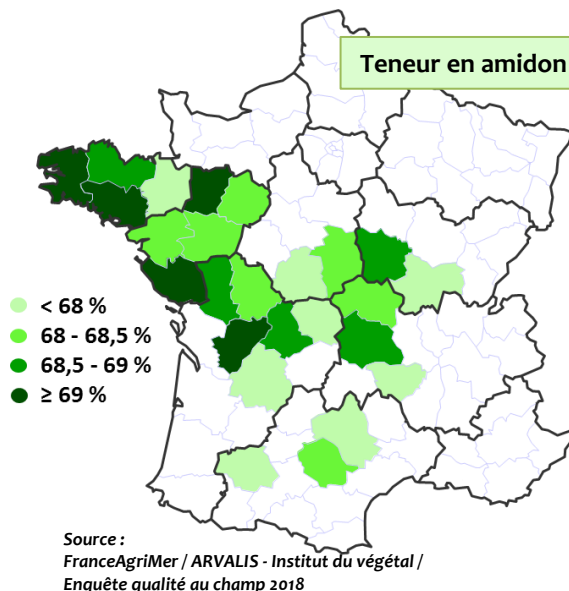 Teneur en amidon
< 68 %
68 - 68,5 %
68,5 - 69 %
≥ 69 %
Source :
FranceAgriMer / ARVALIS - Institut du végétal /
Enquête qualité au champ 2018